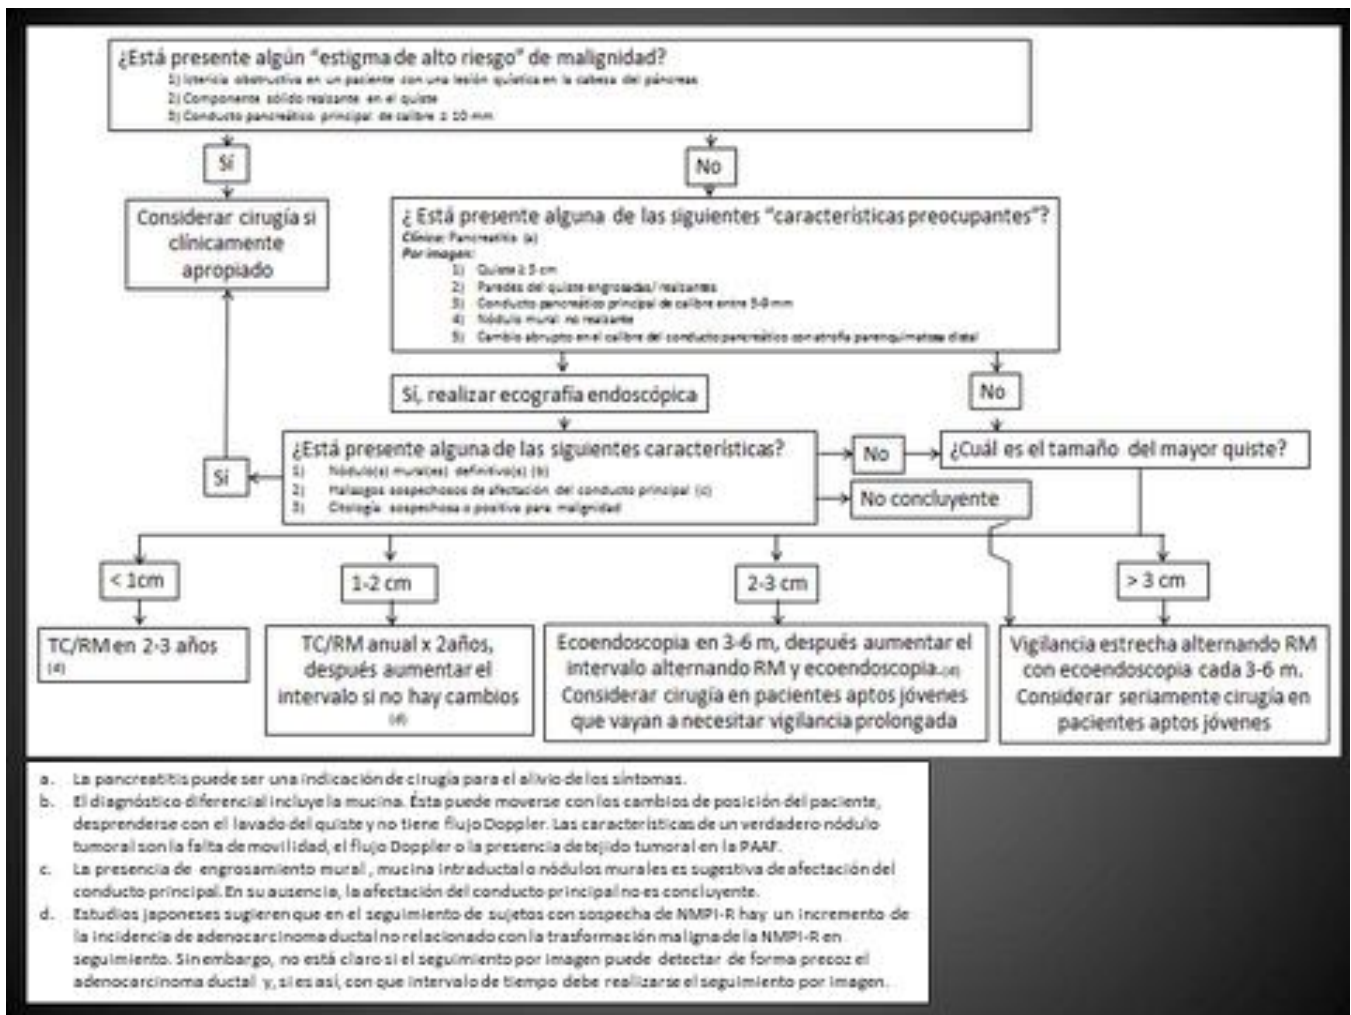 ¿Está presente algún “estigma de alto riesgo” de malignidad?
1) Ictericia obstructiva en un paciente con una lesión quística en la cabeza del páncreas
2) Componente sólido realzante en el quiste
3) Conducto pancreático principal de calibre ≥ 10 mm
Sí
No
Considerar cirugía si
clínicamente
apropiado
¿ Está presente alguna de las siguientes “características preocupantes”?
Clínica: Pancreatitis (a)
Por imagen:
1) Quiste ≥ 3 cm
2) Paredes del quiste engrosadas/ realzantes
3) Conducto pancreático principal de calibre entre 5-9 mm
4) Nódulo mural no realzante
5) Cambio abrupto en el calibre del conducto pancreático con atrofia parenquimatosa distal
Sí, realizar ecografía endoscópica
No
¿Está presente alguna de las siguientes características?
1) Nódulo(s) mural(es) definitivo(s) (b)
2) Hallazgos sospechosos de afectación del conducto principal (c)
3) Citología sospechosa o positiva para malignidad
Sí
No
¿Cuál es el tamaño del mayor quiste?
No concluyente
< 1cm
1-2 cm
2-3 cm
> 3 cm
TC/RM en 2-3 años
(d)
TC/RM anual x 2años,
después aumentar el
intervalo si no hay cambios
(d)
Ecoendoscopia en 3-6 m, después aumentar el
intervalo alternando RM y ecoendoscopia.(d)
Considerar cirugía en pacientes aptos jóvenes
que vayan a necesitar vigilancia prolongada
Vigilancia estrecha alternando RM
con ecoendoscopia cada 3-6 m.
Considerar seriamente cirugía en
pacientes aptos jóvenes
a. La pancreatitis puede ser una indicación de cirugía para el alivio de los síntomas.
b. El diagnóstico diferencial incluye la mucina. Ésta puede moverse con los cambios de posición del paciente,
desprenderse con el lavado del quiste y no tiene flujo Doppler. Las características de un verdadero nódulo
tumoral son la falta de movilidad, el flujo Doppler o la presencia de tejido tumoral en la PAAF.
c. La presencia de engrosamiento mural , mucina intraductal o nódulos murales es sugestiva de afectación del
conducto principal. En su ausencia, la afectación del conducto principal no es concluyente.
d. Estudios japoneses sugieren que en el seguimiento de sujetos con sospecha de NMPI-R hay un incremento de
la incidencia de adenocarcinoma ductal no relacionado con la trasformación maligna de la NMPI-R en
seguimiento. Sin embargo, no está claro si el seguimiento por imagen puede detectar de forma precoz el
adenocarcinoma ductal y, si es así, con que intervalo de tiempo debe realizarse el seguimiento por imagen.